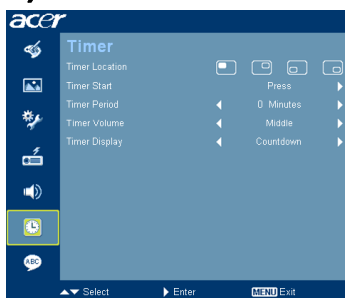 acer
Timer
Timer Location
Timer Start Press
Timer Period 0 Minutes
Timer Volume Middle
Timer Display Countdown
ABC
Select Enter MENU Exit